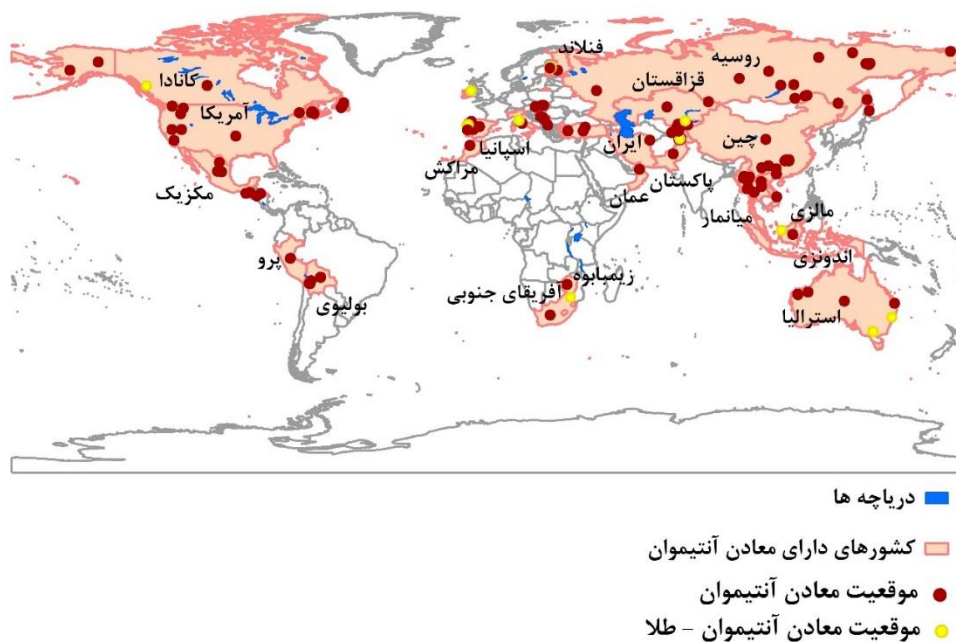 فنلاند
روسیه
کانادا
قزاقستان
آمریکا
چین
ایران
اسپانیا
مراکش
پاکستان
عمان
مکزیک
مالزی
میانمار
اندونزی
پرو
زیمبابوه
آفریقای جنوبی
بولیوی
استرالیا
دریاچه ها
کشورهای دارای معادن آنتیموان
موقعیت معادن آنتیموان
موقعیت معادن آنتیموان – طلا